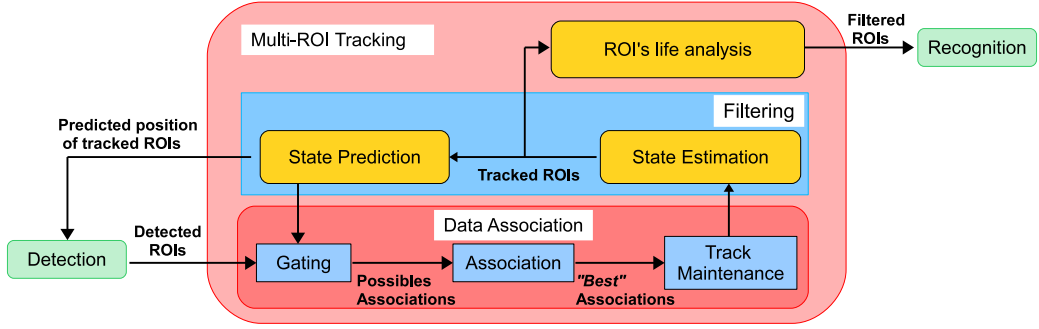 Multi-ROI Tracking
ROI's life analysis
Filtered
ROIs
Recognition
Filtering
Predicted position
of tracked ROIs
State Prediction
Tracked ROIs
State Estimation
Data Association
Detected
ROIs
Detection
Gating
Possibles
Associations
Association
"Best"
Associations
Track
Maintenance